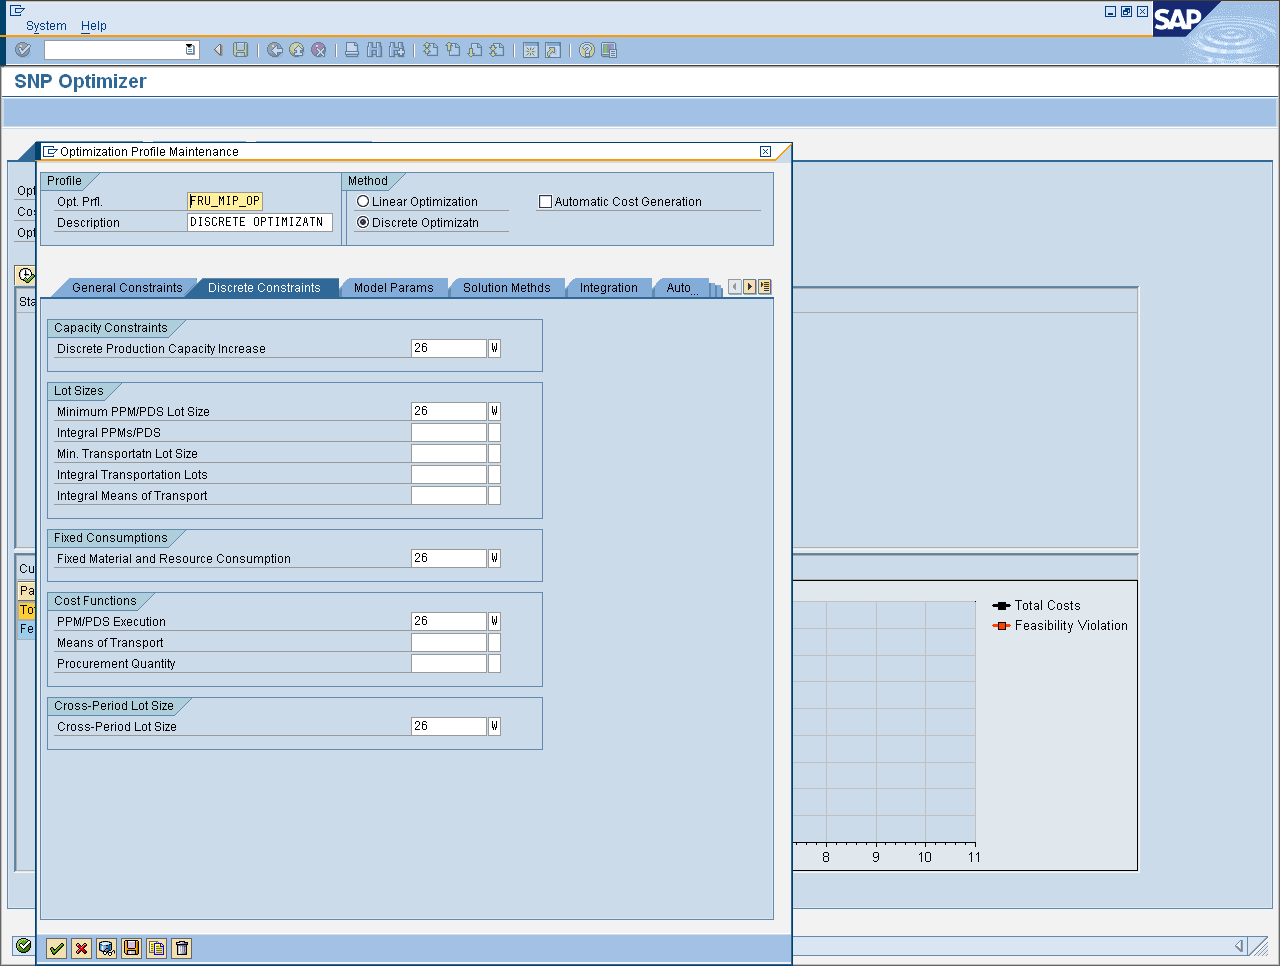 System Help
SAP
SNP Optimizer
Optimization Profile Maintenance
Profile
Method
Opt. Prfl. FRU_MIP_OP
Linear Optimization
Automatic Cost Generation
Description DISCRETE OPTIMIZATN
Discrete Optimizatn
General Constraints Discrete Constraints Model Params Solution Methds Integration Auto...
Capacity Constraints
Discrete Production Capacity Increase 26 W
Lot Sizes
Minimum PPM/PDS Lot Size 26 W
Integral PPMs/PDS
Min. Transportatn Lot Size
Integral Transportation Lots
Integral Means of Transport
Fixed Consumptions
Fixed Material and Resource Consumption 26 W
Cost Functions
PPM/PDS Execution 26 W
Means of Transport
Procurement Quantity
Cross-Period Lot Size
Cross-Period Lot Size 26 W
Opt
Cos
Opt
Sta
Cu
Pa
Tot
Fe
Total Costs
Feasibility Violation
8 9 10 11